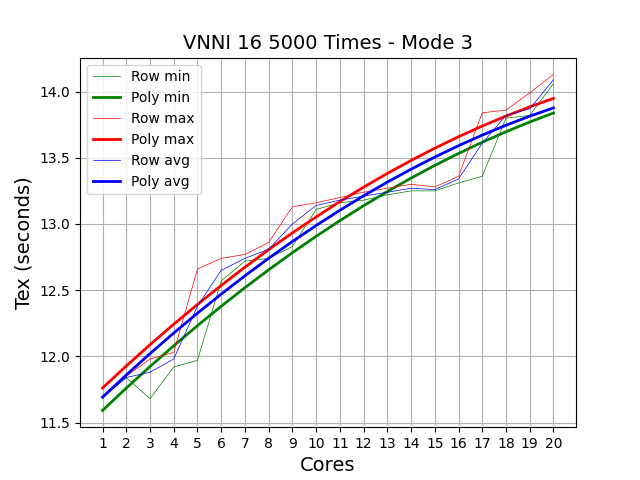 VNNI 16 5000 Times - Mode 3
Row min
Poly min
Row max
Poly max
Row avg
Poly avg
14.0
13.5
13.0
12.5
12.0
11.5
Tex (seconds)
1 2 3 4 5 6 7 8 9 10 11 12 13 14 15 16 17 18 19 20
Cores